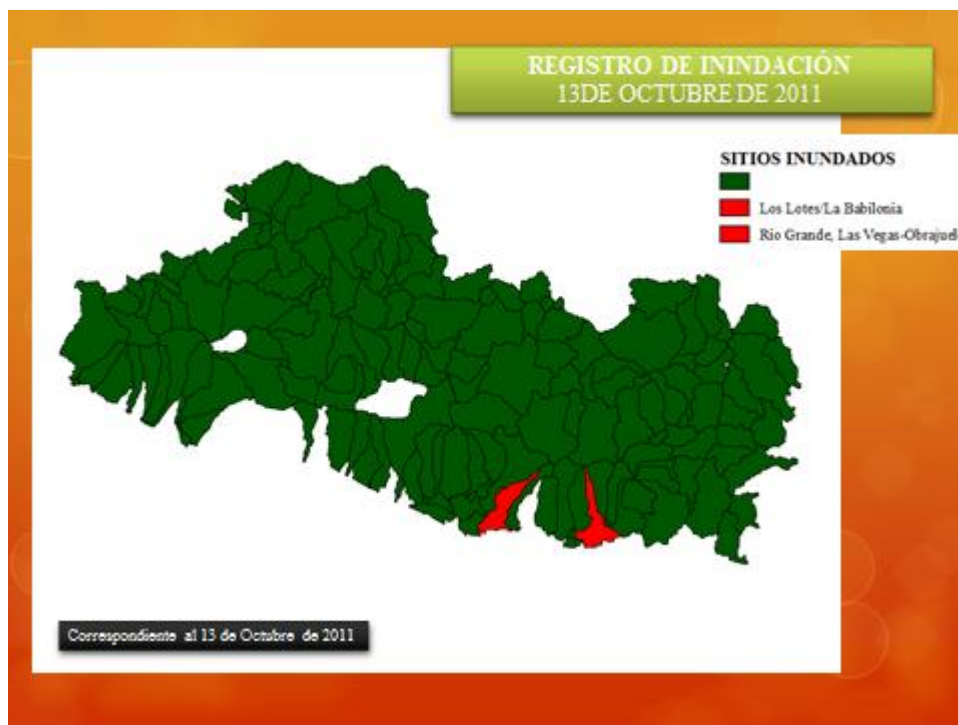 REGISTRO DE ININDACIÓN
13DE OCTUBRE DE 2011
SITIOS INUNDADOS
Los Lotes/La Babilonia
Rio Grande, Las Vegas-Obrajuel
Correspondiente al 13 de Octubre de 2011